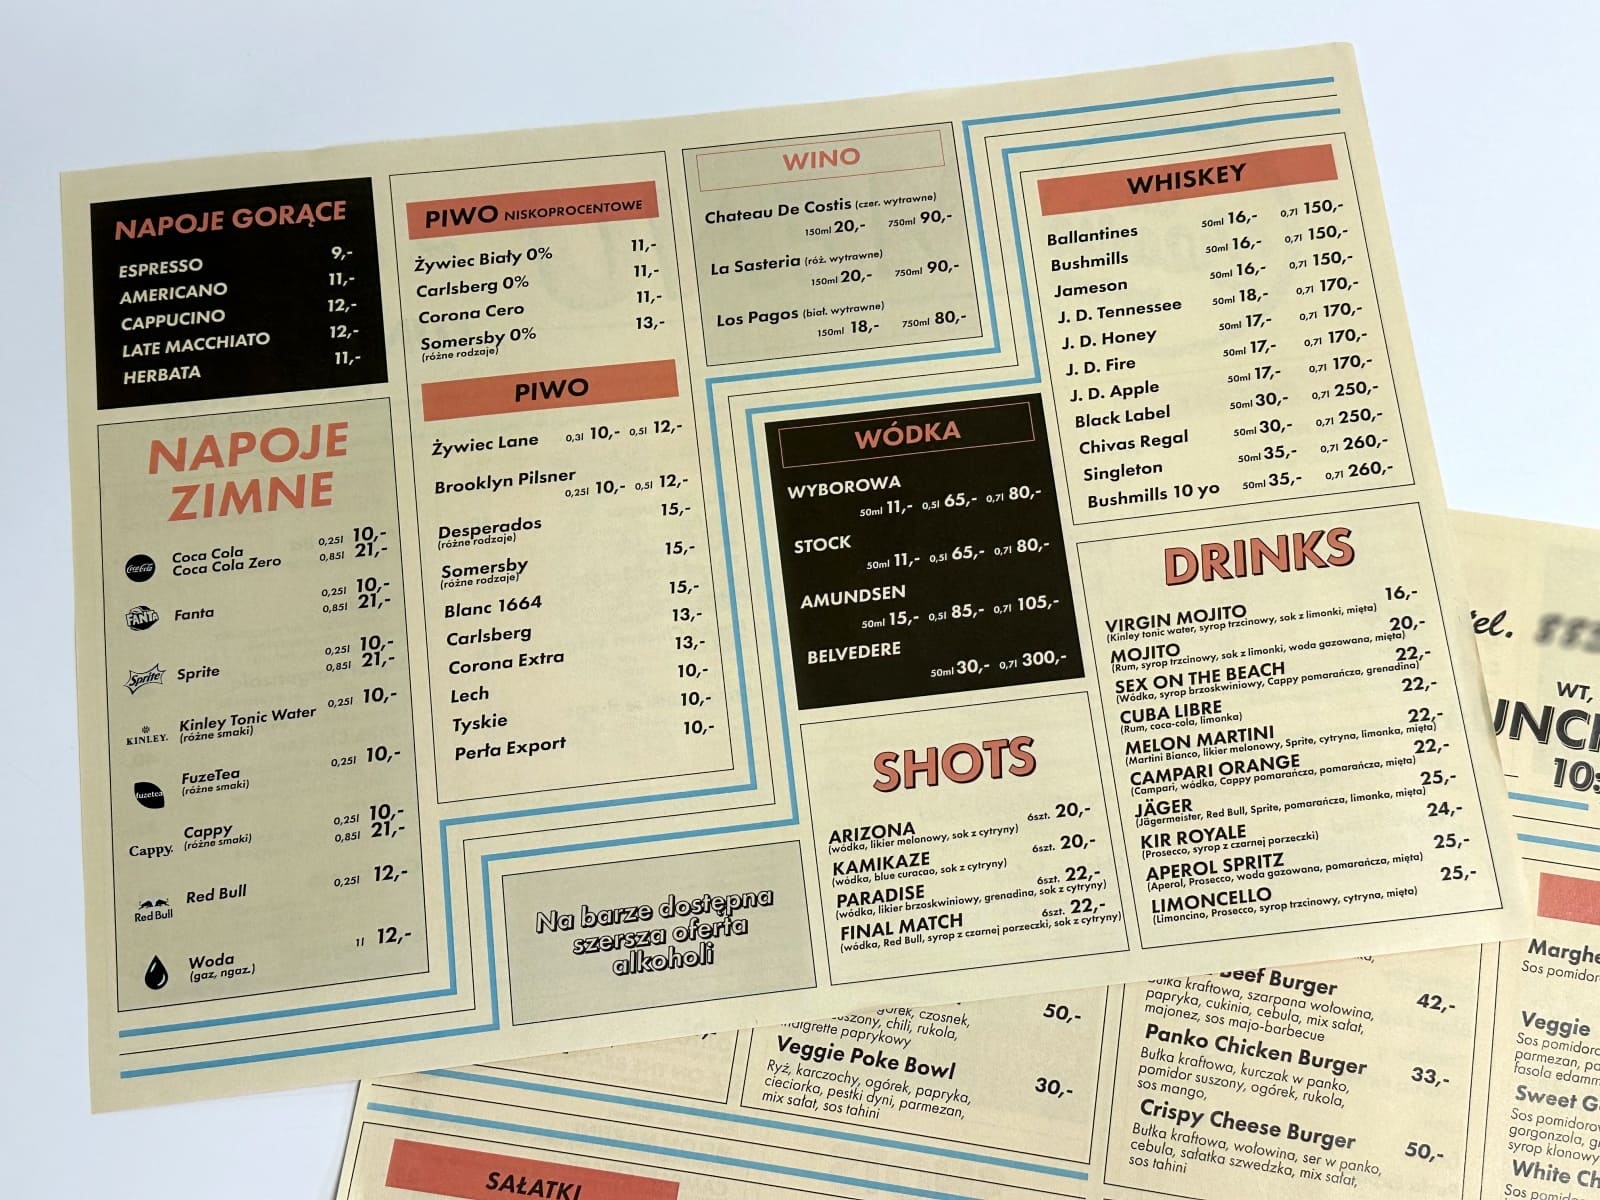 NAPOJE GORĄCE
ESPRESSO 9,-
AMERICANO 11,-
CAPPUCINO 12,-
LATE MACCHIATO 12,-
HERBATA 11,-
NAPOJE
ZIMNE
Coca Cola 0,25l 10,-
Coca Cola Zero 0,85l 21,-
Coca-Cola
Fanta 0,25l 10,-
0,85l 21,-
FANTA
Sprite 0,25l 10,-
0,85l 21,-
Sprite
Kinley Tonic Water 0,25l 10,-
(różne smaki)
KINLEY.
FuzeTea 0,25l 10,-
(różne smaki)
fuzetea
Cappy 0,25l 10,-
(różne smaki) 0,85l 21,-
Cappy.
Red Bull 0,25l 12,-
Red Bull
Woda 1l 12,-
(gaz, ngaz.)
PIWO NISKOPROCENTOWE
Żywiec Biały 0% 11,-
Carlsberg 0% 11,-
Corona Cero 11,-
Somersby 0% 13,-
(różne rodzaje)
PIWO
Żywiec Lane 0,3l 10,- 0,5l 12,-
Brooklyn Pilsner
0,25l 10,- 0,5l 12,-
Desperados 15,-
(różne rodzaje)
Somersby 15,-
(różne rodzaje)
Blanc 1664 15,-
Carlsberg 13,-
Corona Extra 13,-
Lech 10,-
Tyskie 10,-
Perła Export 10,-
WINO
Chateau De Costis (czer. wytrawne)
150ml 20,- 750ml 90,-
La Sasteria (róż. wytrawne)
150ml 20,- 750ml 90,-
Los Pagos (biał. wytrawne)
150ml 18,- 750ml 80,-
WÓDKA
WYBOROWA
50ml 11,- 0,5l 65,- 0,7l 80,-
STOCK
50ml 11,- 0,5l 65,- 0,7l 80,-
AMUNDSEN
50ml 15,- 0,5l 85,- 0,7l 105,-
BELVEDERE
50ml 30,- 0,7l 300,-
SHOTS
ARIZONA 6szt. 20,-
(wódka, likier melonowy, sok z cytryny)
KAMIKAZE 6szt. 20,-
(wódka, blue curacao, sok z cytryny)
PARADISE 6szt. 22,-
(wódka, likier brzoskwiniowy, grenadina, sok z cytryny)
FINAL MATCH 6szt. 22,-
(wódka, Red Bull, syrop z czarnej porzeczki, sok z cytryny)
Na barze dostępna
szersza oferta
alkoholi
WHISKEY
Ballantines 50ml 16,- 0,7l 150,-
Bushmills 50ml 16,- 0,7l 150,-
Jameson 50ml 16,- 0,7l 150,-
J. D. Tennessee 50ml 18,- 0,7l 170,-
J. D. Honey 50ml 17,- 0,7l 170,-
J. D. Fire 50ml 17,- 0,7l 170,-
J. D. Apple 50ml 17,- 0,7l 170,-
Black Label 50ml 30,- 0,7l 250,-
Chivas Regal 50ml 30,- 0,7l 250,-
Singleton 50ml 35,- 0,7l 260,-
Bushmills 10 yo 50ml 35,- 0,7l 260,-
DRINKS
VIRGIN MOJITO 16,-
(Kinley tonic water, syrop trzcinowy, sok z limonki, mięta)
MOJITO 20,-
(Rum, syrop trzcinowy, sok z limonki, woda gazowana, mięta)
SEX ON THE BEACH 22,-
(Wódka, syrop brzoskwiniowy, Cappy pomarańcza, grenadina)
CUBA LIBRE 22,-
(Rum, coca-cola, limonka)
MELON MARTINI 22,-
(Martini Bianco, likier melonowy, Sprite, cytryna, limonka, mięta)
CAMPARI ORANGE 22,-
(Campari, wódka, Cappy pomarańcza, pomarańcza, mięta)
JÄGER 25,-
(Jägermeister, Red Bull, Sprite, pomarańcza, limonka, mięta)
KIR ROYALE 24,-
(Prosecco, syrop z czarnej porzeczki)
APEROL SPRITZ 25,-
(Aperol, Prosecco, woda gazowana, pomarańcza, mięta)
LIMONCELLO 25,-
(Limoncino, Prosecco, syrop trzcinowy, cytryna, mięta)
Tel.
WT,
UNCH
10:
50,-
ogórek, czosnek,
suszony, chili, rukola,
paprykowy
Veggie Poke Bowl 30,-
Ryż, karczochy, ogórek, papryka,
cieciorka, pestki dyni, parmezan,
mix sałat, sos tahini
SAŁATKI
Beef Burger 42,-
Bułka kraftowa, szarpana wołowina,
papryka, cukinia, cebula, mix sałat,
majonez, sos majo-barbecue
Panko Chicken Burger 33,-
Bułka kraftowa, kurczak w panko,
pomidor suszony, ogórek, rukola,
sos mango,
Crispy Cheese Burger 50,-
Bułka kraftowa, wołowina, ser w panko,
cebula, sałatka szwedzka, mix sałat,
sos tahini
Marghe
Sos pomidoro
Veggie
Sos pomidoro
parmezan, pa
fasola edamm
Sweet G
Sos pomidorow
gorgonzola, gr
syrop klonowy
White Ch
Sos pomido